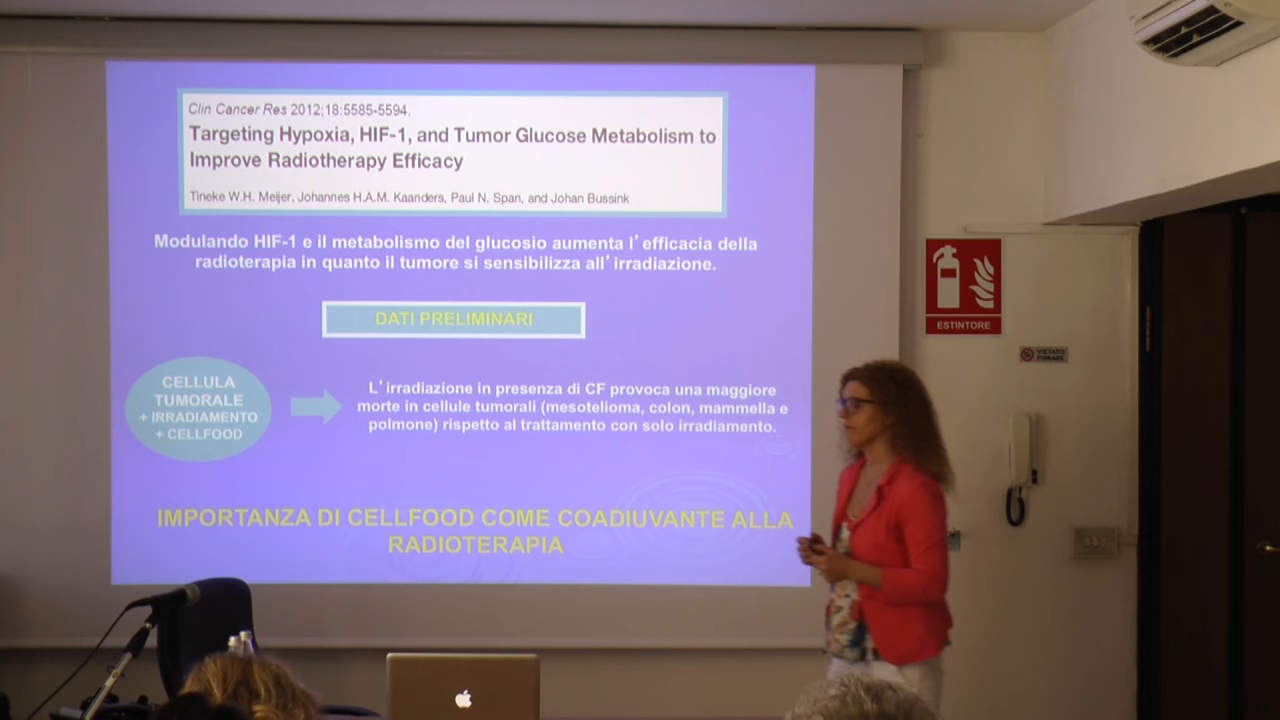 Clin Cancer Res 2012;18:5585-5594.
Targeting Hypoxia, HIF-1, and Tumor Glucose Metabolism to
Improve Radiotherapy Efficacy
Tineke W.H. Meijer, Johannes H.A.M. Kaanders, Paul N. Span, and Johan Bussink
Modulando HIF-1 e il metabolismo del glucosio aumenta l'efficacia della
radioterapia in quanto il tumore si sensibilizza all'irradiazione.
DATI PRELIMINARI
CELLULA
TUMORALE
+ IRRADIAMENTO
+ CELLFOOD
L'irradiazione in presenza di CF provoca una maggiore
morte in cellule tumorali (mesotelioma, colon, mammella e
polmone) rispetto al trattamento con solo irradiamento.
IMPORTANZA DI CELLFOOD COME COADIUVANTE ALLA
RADIOTERAPIA
ESTINTORE
VIETATO
FUMARE